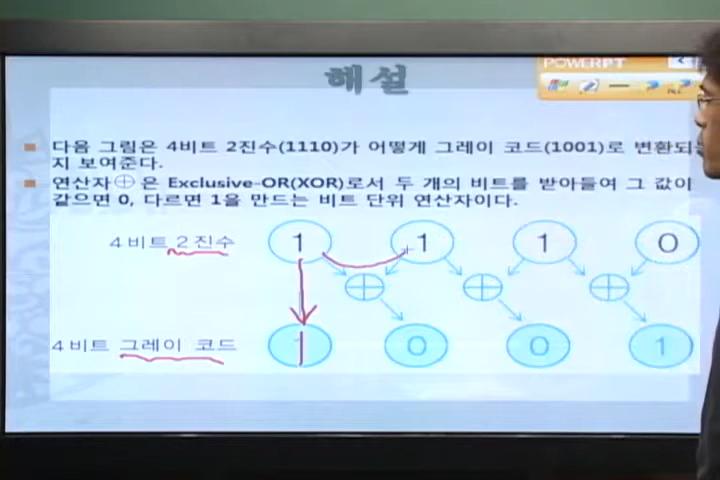 해설
POWERPT
다음 그림은 4비트 2진수(1110)가 어떻게 그레이 코드(1001)로 변환되는
지 보여준다.
연산자⊕은 Exclusive-OR(XOR)로서 두 개의 비트를 받아들여 그 값이
같으면 0, 다르면 1을 만드는 비트 단위 연산자이다.
4비트 2진수 1 1 1 0
4비트 그레이 코드 1 0 0 1